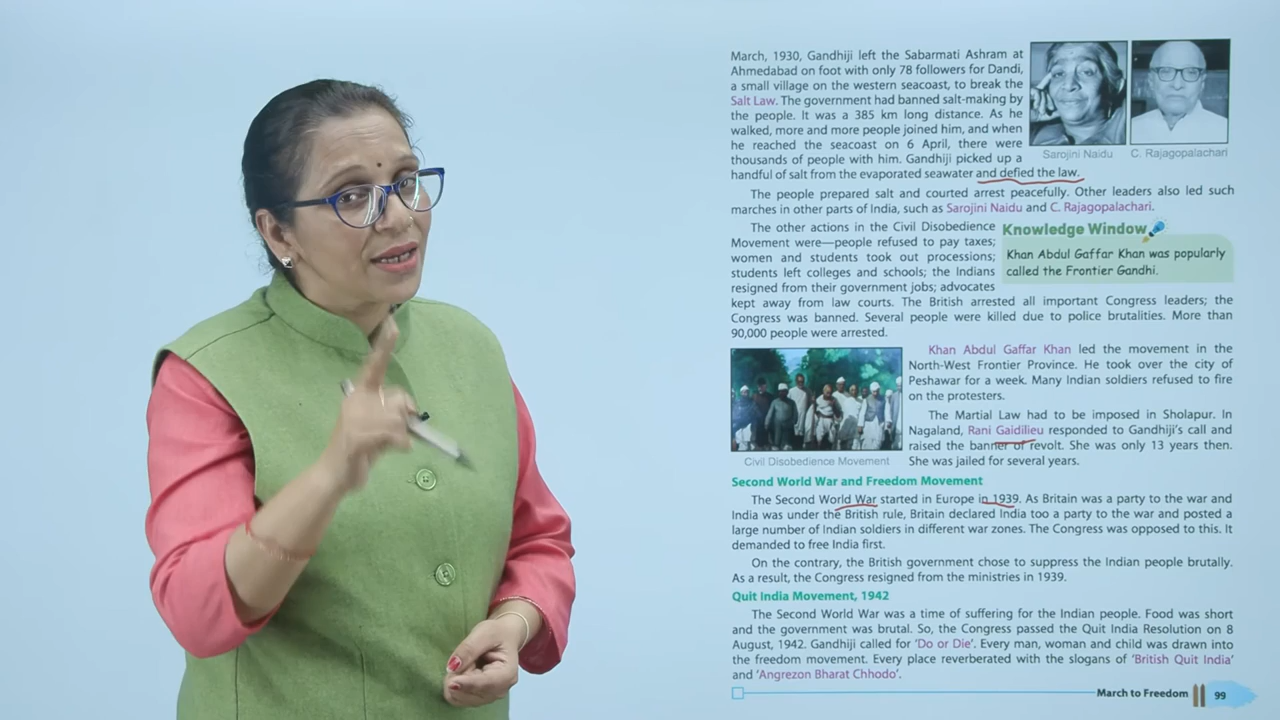 March, 1930, Gandhiji left the Sabarmati Ashram at
Ahmedabad on foot with only 78 followers for Dandi,
a small village on the western seacoast, to break the
Salt Law. The government had banned salt-making by
the people. It was a 385 km long distance. As he
walked, more and more people joined him, and when
he reached the seacoast on 6 April, there were
thousands of people with him. Gandhiji picked up a
handful of salt from the evaporated seawater and defied the law.
Sarojini Naidu
C. Rajagopalachari
The people prepared salt and courted arrest peacefully. Other leaders also led such
marches in other parts of India, such as Sarojini Naidu and C. Rajagopalachari.
The other actions in the Civil Disobedience
Movement were—people refused to pay taxes;
women and students took out processions;
students left colleges and schools; the Indians
resigned from their government jobs; advocates
kept away from law courts. The British arrested all important Congress leaders; the
Congress was banned. Several people were killed due to police brutalities. More than
90,000 people were arrested.
Knowledge Window
Khan Abdul Gaffar Khan was popularly
called the Frontier Gandhi.
Khan Abdul Gaffar Khan led the movement in the
North-West Frontier Province. He took over the city of
Peshawar for a week. Many Indian soldiers refused to fire
on the protesters.
The Martial Law had to be imposed in Sholapur. In
Nagaland, Rani Gaidilieu responded to Gandhiji's call and
raised the banner of revolt. She was only 13 years then.
She was jailed for several years.
Civil Disobedience Movement
Second World War and Freedom Movement
The Second World War started in Europe in 1939. As Britain was a party to the war and
India was under the British rule, Britain declared India too a party to the war and posted a
large number of Indian soldiers in different war zones. The Congress was opposed to this. It
demanded to free India first.
On the contrary, the British government chose to suppress the Indian people brutally.
As a result, the Congress resigned from the ministries in 1939.
Quit India Movement, 1942
The Second World War was a time of suffering for the Indian people. Food was short
and the government was brutal. So, the Congress passed the Quit India Resolution on 8
August, 1942. Gandhiji called for 'Do or Die'. Every man, woman and child was drawn into
the freedom movement. Every place reverberated with the slogans of 'British Quit India'
and 'Angrezon Bharat Chhodo'.
March to Freedom 99